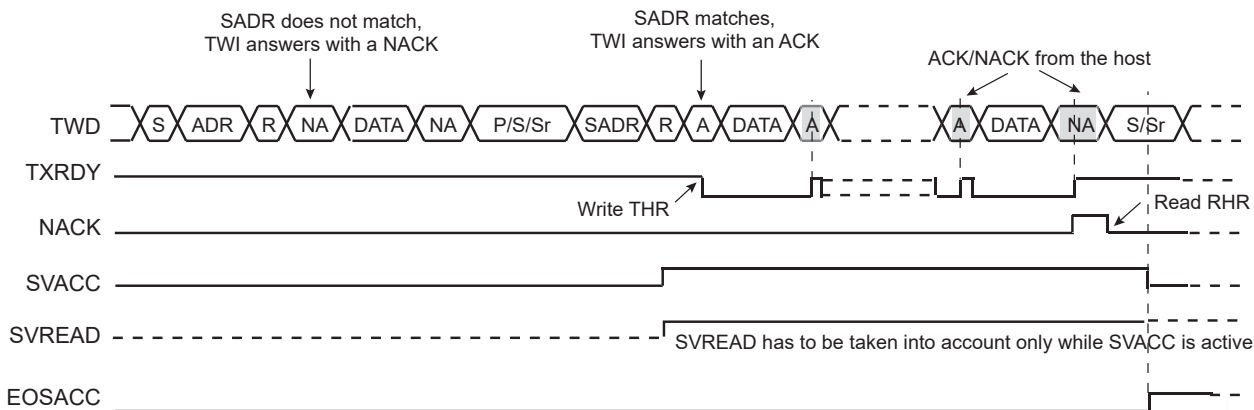 SADR does not match,
TWI answers with a NACK
SADR matches,
TWI answers with an ACK
ACK/NACK from the host
TWD S ADR R NA DATA NA P/S/Sr SADR R A DATA A A DATA NA S/Sr
TXRDY
Write THR
Read RHR
NACK
SVACC
SVREAD
SVREAD has to be taken into account only while SVACC is active
EOSACC